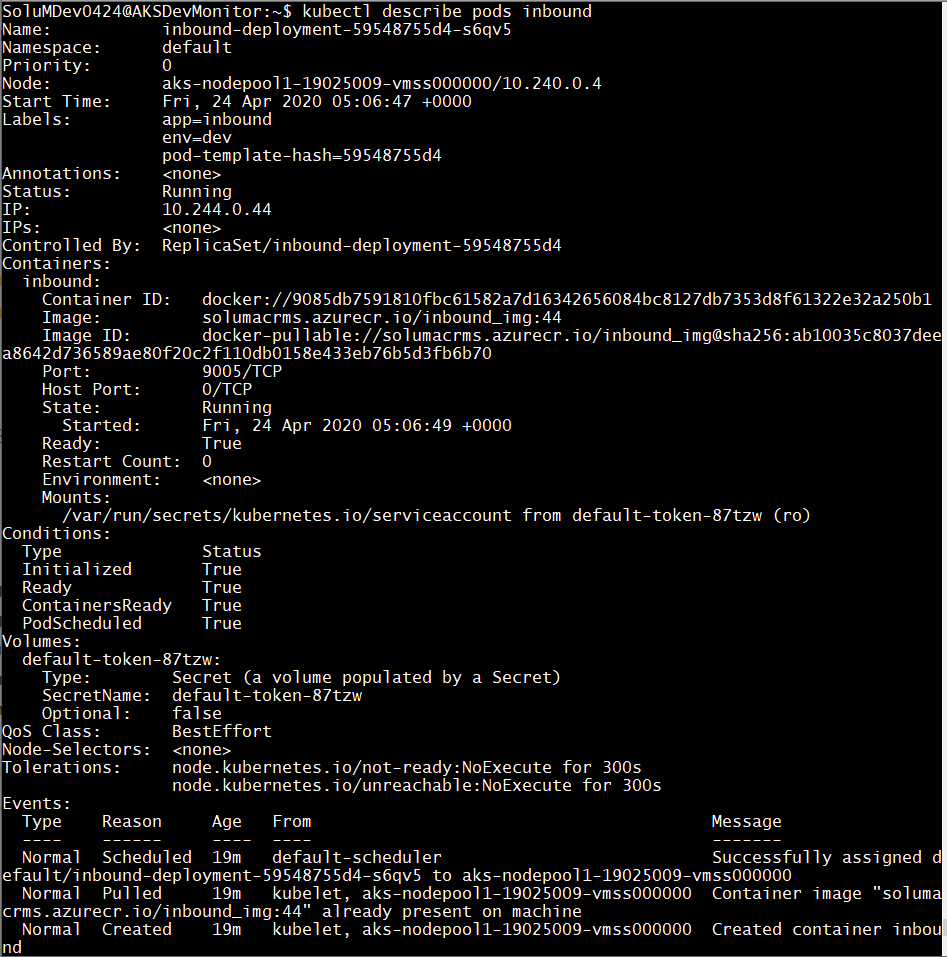 SoluMDev0424@AKSDevMonitor:~$ kubectl describe pods inbound
Name:         inbound-deployment-59548755d4-s6qv5
Namespace:    default
Priority:     0
Node:         aks-nodepool1-19025009-vmss000000/10.240.0.4
Start Time:   Fri, 24 Apr 2020 05:06:47 +0000
Labels:       app=inbound
              env=dev
              pod-template-hash=59548755d4
Annotations:  <none>
Status:       Running
IP:           10.244.0.44
IPs:          <none>
Controlled By:  ReplicaSet/inbound-deployment-59548755d4
Containers:
  inbound:
    Container ID:   docker://9085db7591810fbc61582a7d16342656084bc8127db7353d8f61322e32a250b1
    Image:          solumacrms.azurecr.io/inbound_img:44
    Image ID:       docker-pullable://solumacrms.azurecr.io/inbound_img@sha256:ab10035c8037dee
a8642d736589ae80f20c2f110db0158e433eb76b5d3fb6b70
    Port:           9005/TCP
    Host Port:      0/TCP
    State:          Running
      Started:      Fri, 24 Apr 2020 05:06:49 +0000
    Ready:          True
    Restart Count:  0
    Environment:    <none>
    Mounts:
      /var/run/secrets/kubernetes.io/serviceaccount from default-token-87tzw (ro)
Conditions:
  Type              Status
  Initialized       True
  Ready             True
  ContainersReady   True
  PodScheduled      True
Volumes:
  default-token-87tzw:
    Type:        Secret (a volume populated by a Secret)
    SecretName:  default-token-87tzw
    Optional:    false
QoS Class:       BestEffort
Node-Selectors:  <none>
Tolerations:     node.kubernetes.io/not-ready:NoExecute for 300s
                 node.kubernetes.io/unreachable:NoExecute for 300s
Events:
  Type    Reason     Age   From                                        Message
  ----    ------     ----  ----                                        -------
  Normal  Scheduled  19m   default-scheduler                           Successfully assigned d
efault/inbound-deployment-59548755d4-s6qv5 to aks-nodepool1-19025009-vmss000000
  Normal  Pulled     19m   kubelet, aks-nodepool1-19025009-vmss000000  Container image "soluma
crms.azurecr.io/inbound_img:44" already present on machine
  Normal  Created    19m   kubelet, aks-nodepool1-19025009-vmss000000  Created container inbou
nd